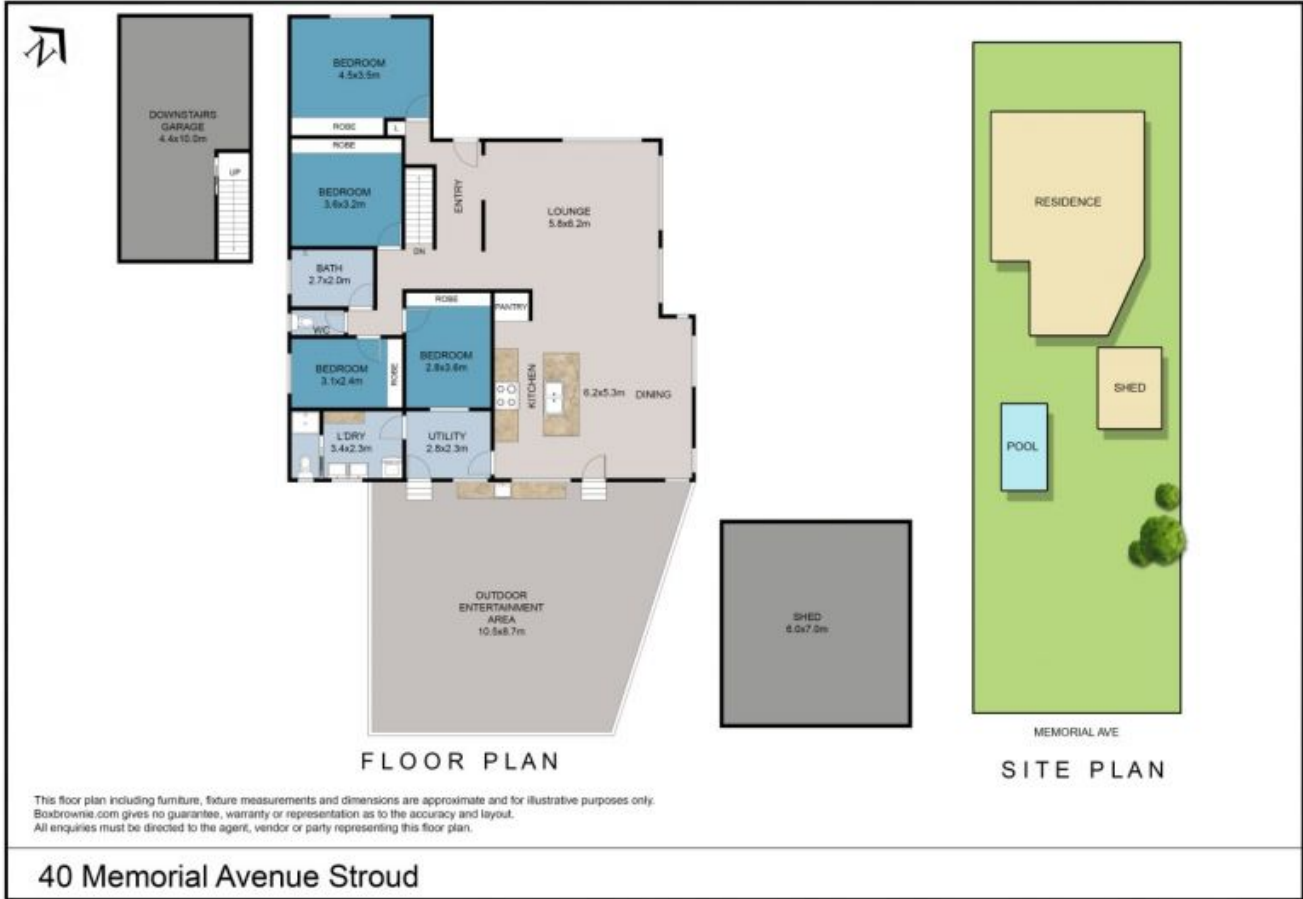 N
DOWNSTAIRS
GARAGE
4.4x10.0m
UP
BEDROOM
4.5x3.5m
ROBE
L
ROBE
BEDROOM
3.6x3.2m
DN
ENTRY
LOUNGE
5.8x6.2m
BATH
2.7x2.0m
WC
ROBE
PANTRY
BEDROOM
3.1x2.4m
ROBE
BEDROOM
2.8x3.6m
KITCHEN
6.2x5.3m
DINING
L'DRY
3.4x2.3m
UTILITY
2.8x2.3m
OUTDOOR
ENTERTAINMENT
AREA
10.5x8.7m
SHED
6.0x7.0m
RESIDENCE
SHED
POOL
MEMORIAL AVE
FLOOR PLAN
SITE PLAN
This floor plan including furniture, fixture measurements and dimensions are approximate and for illustrative purposes only.
Boxbrownie.com gives no guarantee, warranty or representation as to the accuracy and layout.
All enquiries must be directed to the agent, vendor or party representing this floor plan.
40 Memorial Avenue Stroud